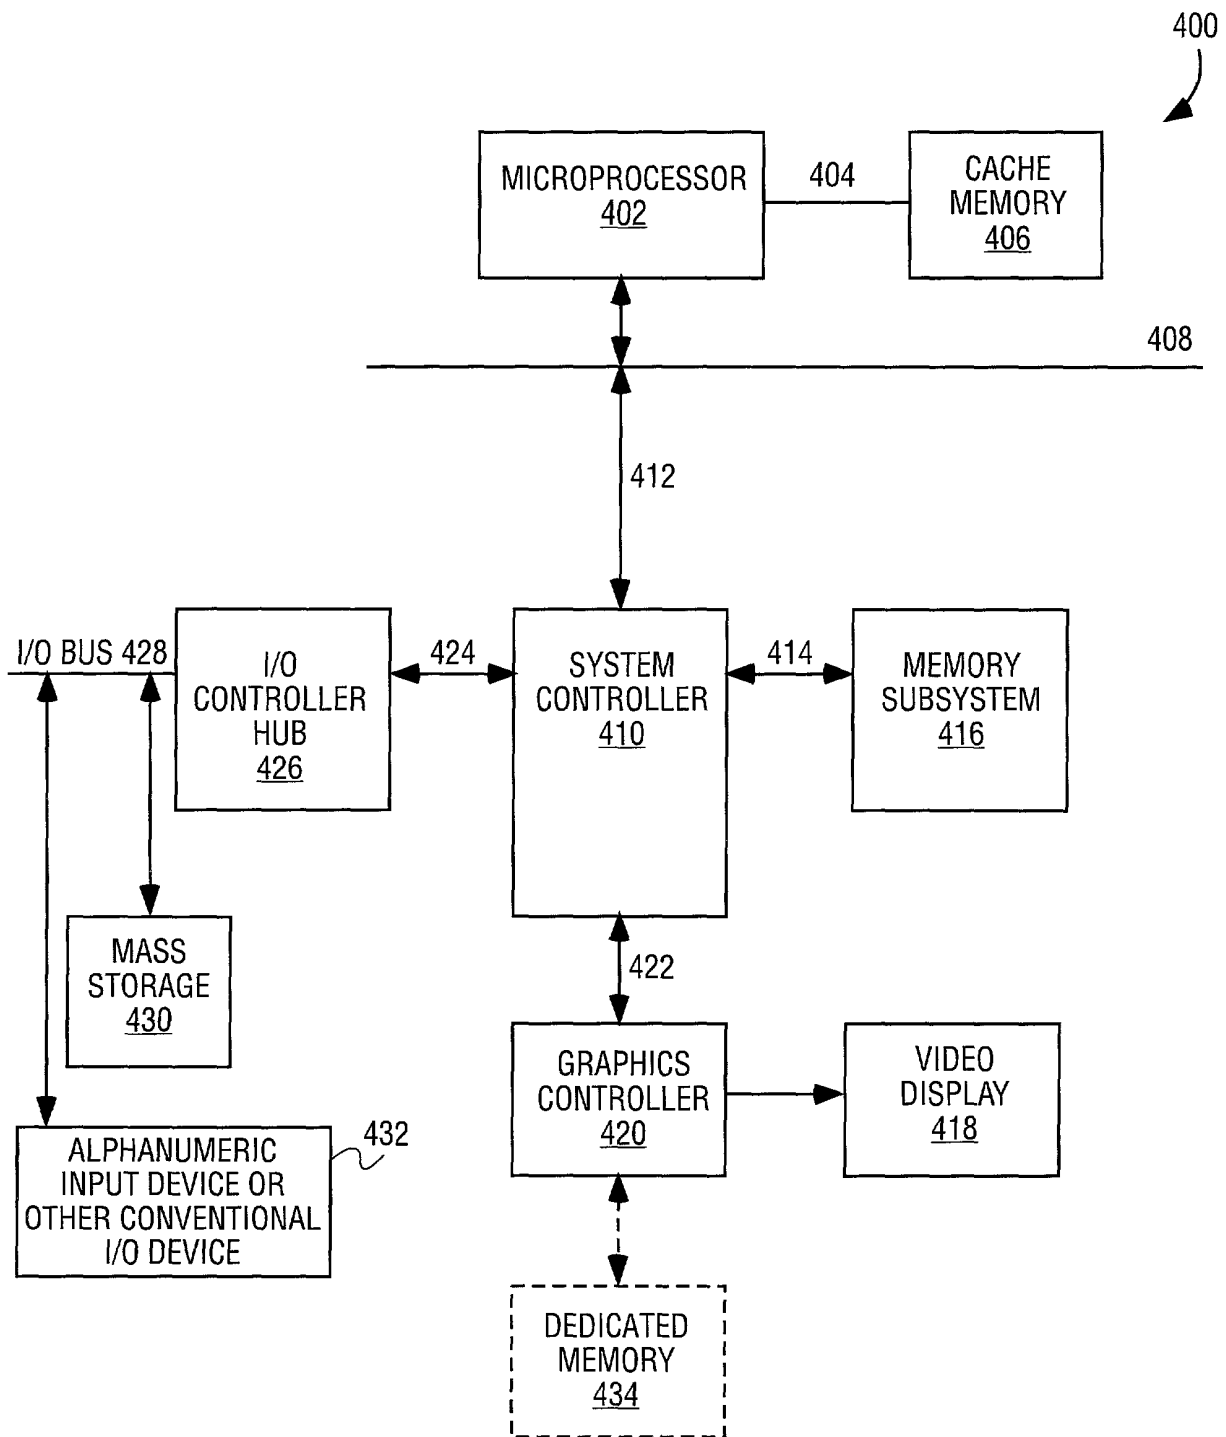 400
MICROPROCESSOR
402
404
CACHE
MEMORY
406
408
412
I/O BUS 428
I/O
CONTROLLER
HUB
426
424
SYSTEM
CONTROLLER
410
414
MEMORY
SUBSYSTEM
416
MASS
STORAGE
430
422
GRAPHICS
CONTROLLER
420
VIDEO
DISPLAY
418
ALPHANUMERIC
INPUT DEVICE OR
OTHER CONVENTIONAL
I/O DEVICE
432
DEDICATED
MEMORY
434